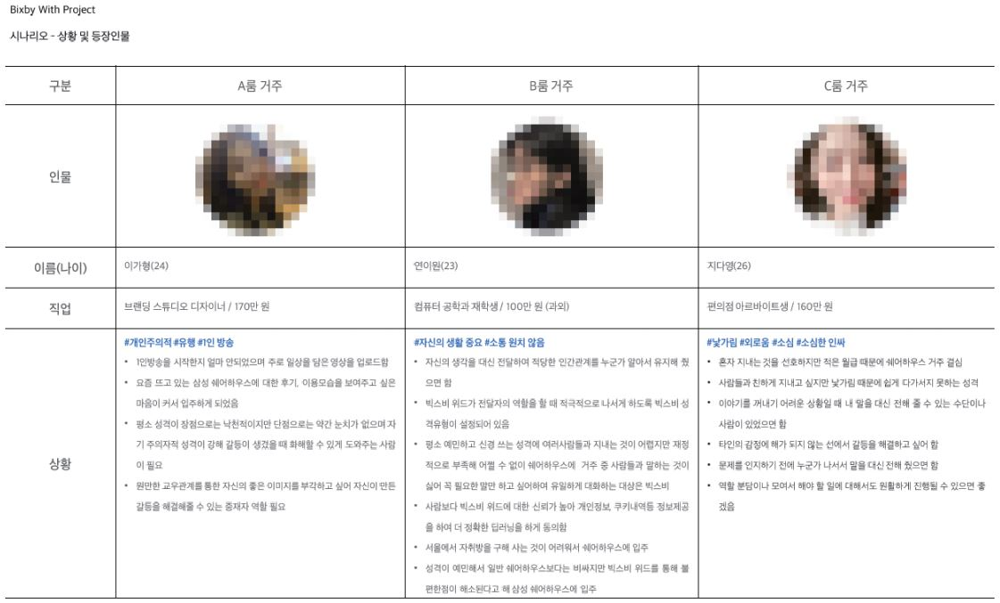 Bixby With Project
시나리오 - 상황 및 등장인물
구분
A룸 거주
B룸 거주
C룸 거주
인물
이름(나이)
이가형(24)
연이원(23)
지다영(26)
직업
브랜딩 스튜디오 디자이너 / 170만 원
컴퓨터 공학과 재학생 / 100만 원 (과외)
편의점 아르바이트생 / 160만 원
상황
#개인주의적 #유행 #1인 방송
• 1인방송을 시작한지 얼마 안되었으며 주로 일상을 담은 영상을 업로드함
• 요즘 뜨고 있는 삼성 쉐어하우스에 대한 후기, 이용모습을 보여주고 싶은
마음이 커서 입주하게 되었음
• 평소 성격이 장점으로는 낙천적이지만 단점으로는 약간 눈치가 없으며 자
기 주의자적 성격이 강해 갈등이 생겼을 때 화해할 수 있게 도와주는 사람
이 필요
• 원만한 교우관계를 통한 자신의 좋은 이미지를 부각하고 싶어 자신이 만든
갈등을 해결해줄 수 있는 중재자 역할 필요
#자신의 생활 중요 #소통 원치 않음
• 자신의 생각을 대신 전달하여 적당한 인간관계를 누군가 알아서 유지해 줬
으면 함
• 빅스비 위드가 전달자의 역할을 할 때 적극적으로 나서게 하도록 빅스비 성
격유형이 설정되어 있음
• 평소 예민하고 신경 쓰는 성격에 여러사람들과 지내는 것이 어렵지만 재정
적으로 부족해 어쩔 수 없이 쉐어하우스에 거주 중 사람들과 말하는 것이
싫어 꼭 필요한 말만 하고 싶어하여 유일하게 대화하는 대상은 빅스비
• 사람보다 빅스비 위드에 대한 신뢰가 높아 개인정보, 쿠키내역등 정보제공
을 하여 더 정확한 딥러닝을 하게 동의함
• 서울에서 자취방을 구해 사는 것이 어려워서 쉐어하우스에 입주
• 성격이 예민해서 일반 쉐어하우스보다는 비싸지만 빅스비 위드를 통해 불
편한점이 해소된다고 해 삼성 쉐어하우스에 입주
#낯가림 #외로움 #소심 #소심한 인싸
• 혼자 지내는 것을 선호하지만 적은 월급 때문에 쉐어하우스 거주 결심
• 사람들과 친하게 지내고 싶지만 낯가림 때문에 쉽게 다가서지 못하는 성격
• 이야기를 꺼내기 어려운 상황일 때 내 말을 대신 전해 줄 수 있는 수단이나
사람이 있었으면 함
• 타인의 감정에 해가 되지 않는 선에서 갈등을 해결하고 싶어 함
• 문제를 인지하기 전에 누군가 나서서 말을 대신 전해 줬으면 함
• 역할 분담이나 모여서 해야 할 일에 대해서도 원활하게 진행될 수 있으면 좋
겠음